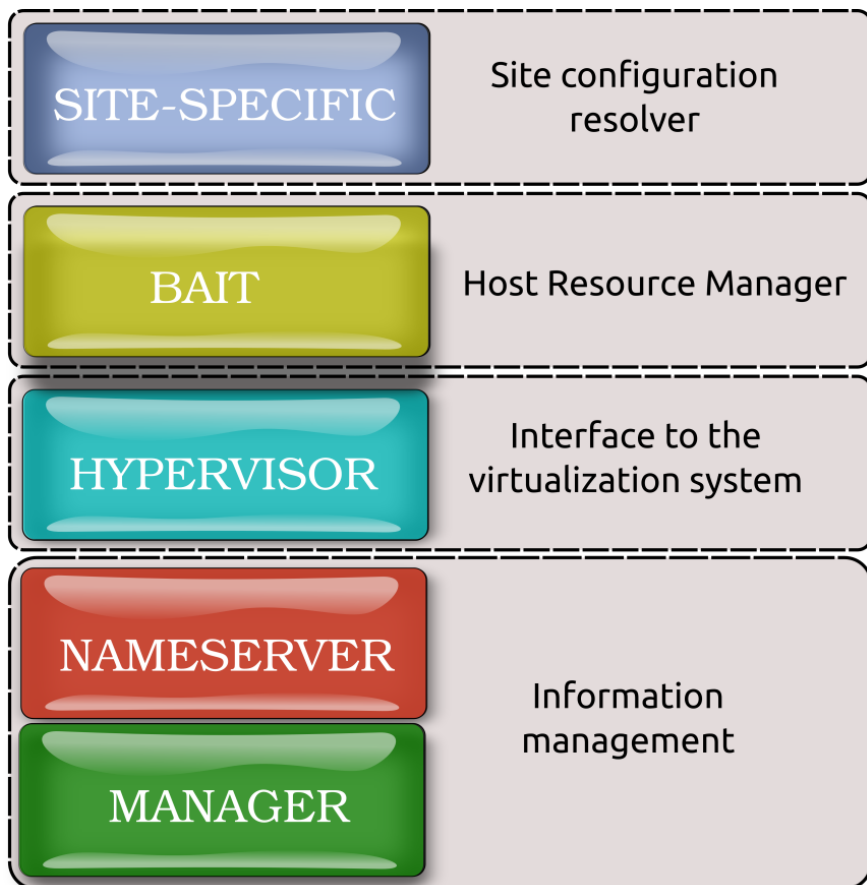 SITE-SPECIFIC
Site configuration
resolver
BAIT
Host Resource Manager
HYPERVISOR
Interface to the
virtualization system
NAMESERVER
MANAGER
Information
management